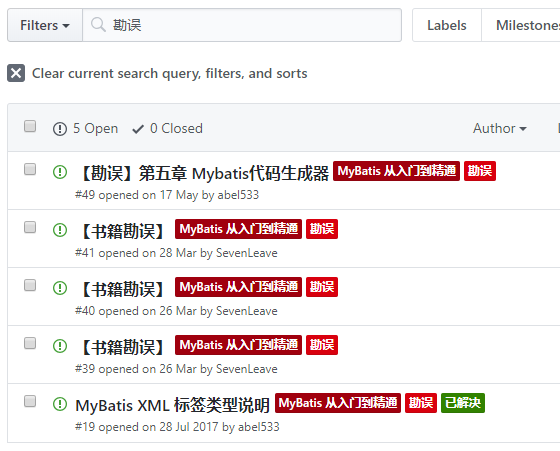 Filters 勘误 Labels Milestones
Clear current search query, filters, and sorts
5 Open 0 Closed Author
【勘误】第五章 Mybatis代码生成器 MyBatis 从入门到精通 勘误
#49 opened on 17 May by abel533
【书籍勘误】 MyBatis 从入门到精通 勘误
#41 opened on 28 Mar by SevenLeave
【书籍勘误】 MyBatis 从入门到精通 勘误
#40 opened on 26 Mar by SevenLeave
【书籍勘误】 MyBatis 从入门到精通 勘误
#39 opened on 26 Mar by SevenLeave
MyBatis XML 标签类型说明 MyBatis 从入门到精通 勘误 已解决
#19 opened on 28 Jul 2017 by abel533